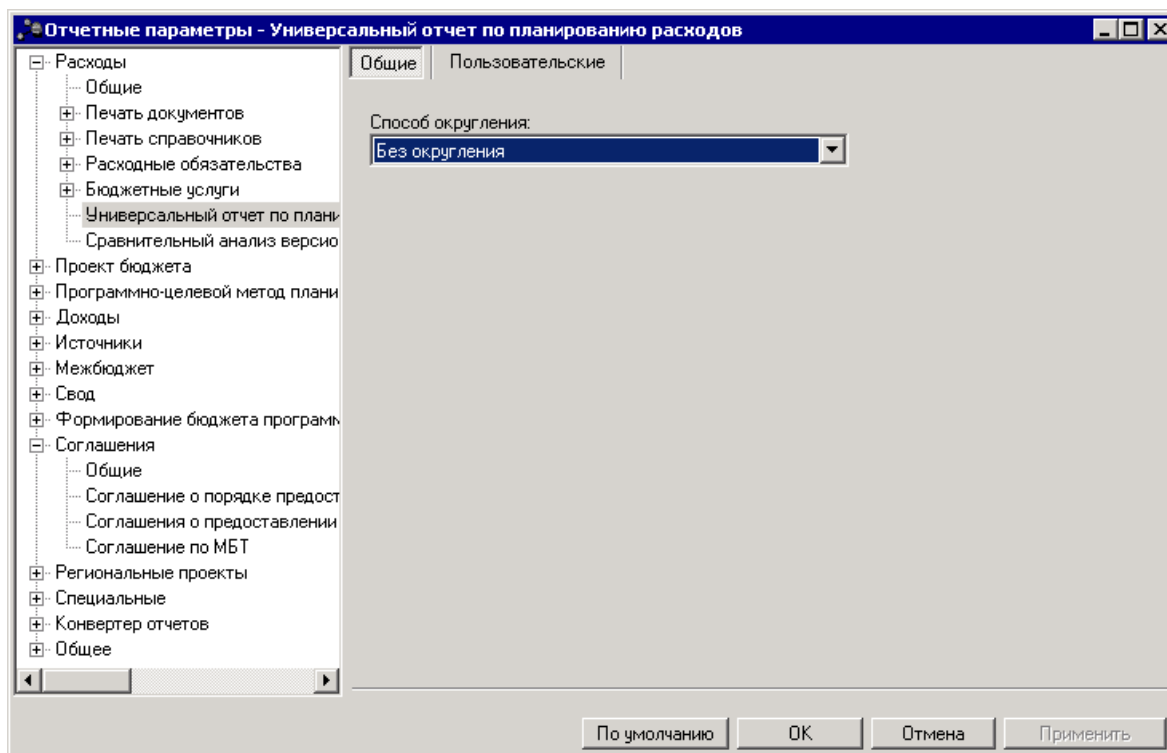 Отчетные параметры - Универсальный отчет по планированию расходов
Расходы
Общие
Печать документов
Печать справочников
Расходные обязательства
Бюджетные услуги
Универсальный отчет по плани
Сравнительный анализ версио
Проект бюджета
Программно-целевой метод плани
Доходы
Источники
Межбюджет
Свод
Формирование бюджета програм
Соглашения
Общие
Соглашение о порядке предост
Соглашения о предоставлении
Соглашение по МБТ
Региональные проекты
Специальные
Конвертер отчетов
Общее
Общие Пользовательские
Способ округления:
Без округления
По умолчанию OK Отмена Применить